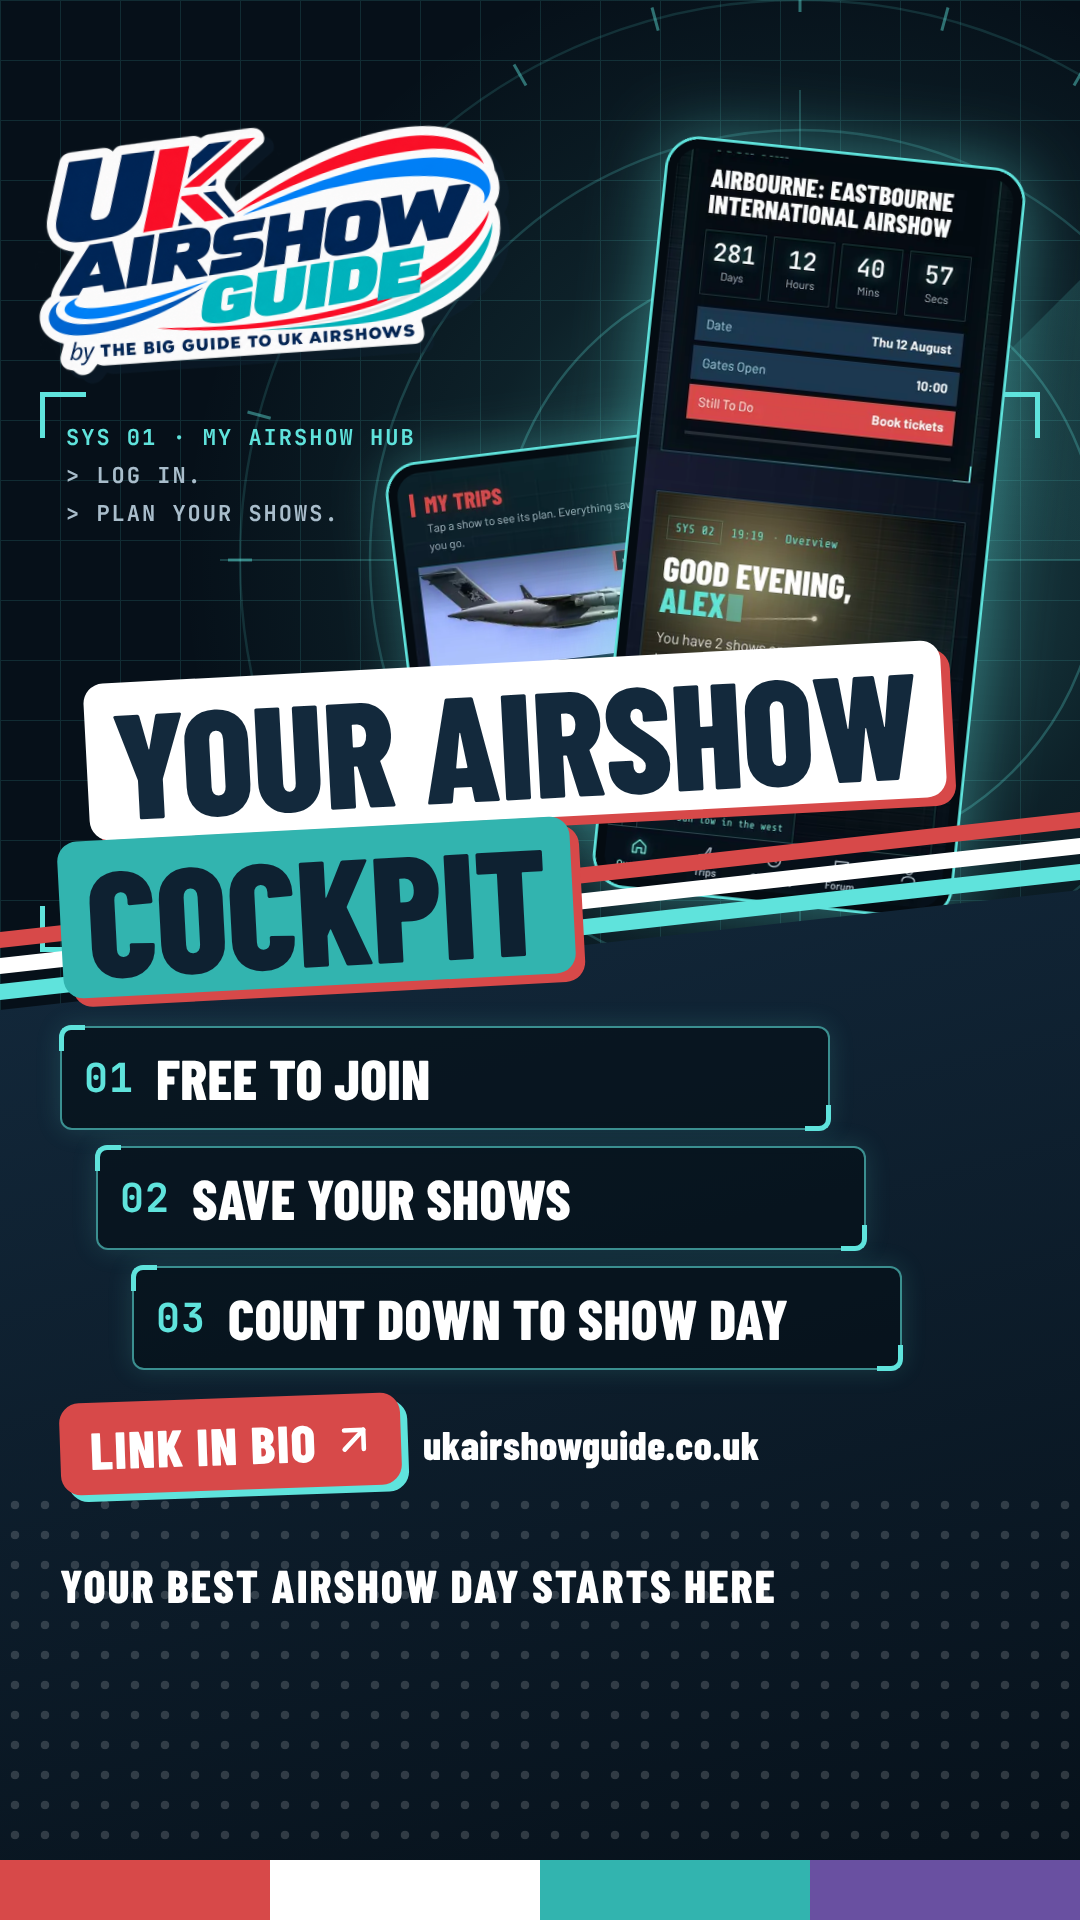 UK
AIRSHOW
GUIDE
by THE BIG GUIDE TO UK AIRSHOWS
SYS 01 · MY AIRSHOW HUB
> LOG IN.
> PLAN YOUR SHOWS.
AIRBOURNE: EASTBOURNE
INTERNATIONAL AIRSHOW
281 12 40 57
Days Hours Mins Secs
Date Thu 12 August
Gates Open 10:00
Still To Do Book tickets
MY TRIPS
Tap a show to see its plan. Everything
you go.
SYS 02 19:19 · Overview
GOOD EVENING,
ALEX
You have 2 shows
YOUR AIRSHOW
low in the west
Trips Forum
COCKPIT
01 FREE TO JOIN
02 SAVE YOUR SHOWS
03 COUNT DOWN TO SHOW DAY
LINK IN BIO
ukairshowguide.co.uk
YOUR BEST AIRSHOW DAY STARTS HERE